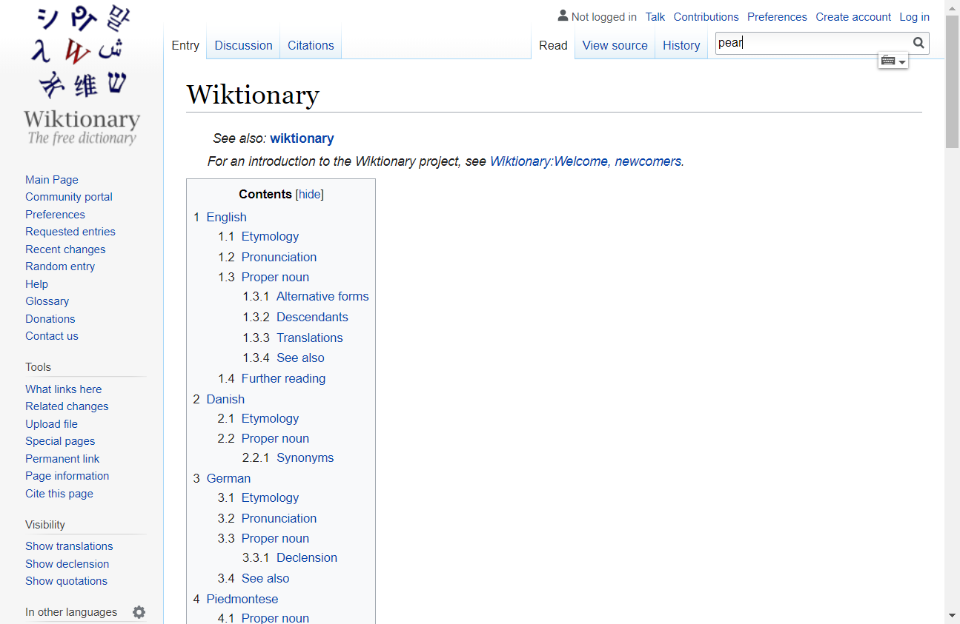 Not logged in Talk Contributions Preferences Create account Log in
Entry Discussion Citations Read View source History pear
Wiktionary
The free dictionary
Main Page
Community portal
Preferences
Requested entries
Recent changes
Random entry
Help
Glossary
Donations
Contact us
Tools
What links here
Related changes
Upload file
Special pages
Permanent link
Page information
Cite this page
Visibility
Show translations
Show declension
Show quotations
In other languages
Wiktionary
See also: wiktionary
For an introduction to the Wiktionary project, see Wiktionary:Welcome, newcomers.
Contents [hide]
1 English
1.1 Etymology
1.2 Pronunciation
1.3 Proper noun
1.3.1 Alternative forms
1.3.2 Descendants
1.3.3 Translations
1.3.4 See also
1.4 Further reading
2 Danish
2.1 Etymology
2.2 Proper noun
2.2.1 Synonyms
3 German
3.1 Etymology
3.2 Pronunciation
3.3 Proper noun
3.3.1 Declension
3.4 See also
4 Piedmontese
4.1 Proper noun